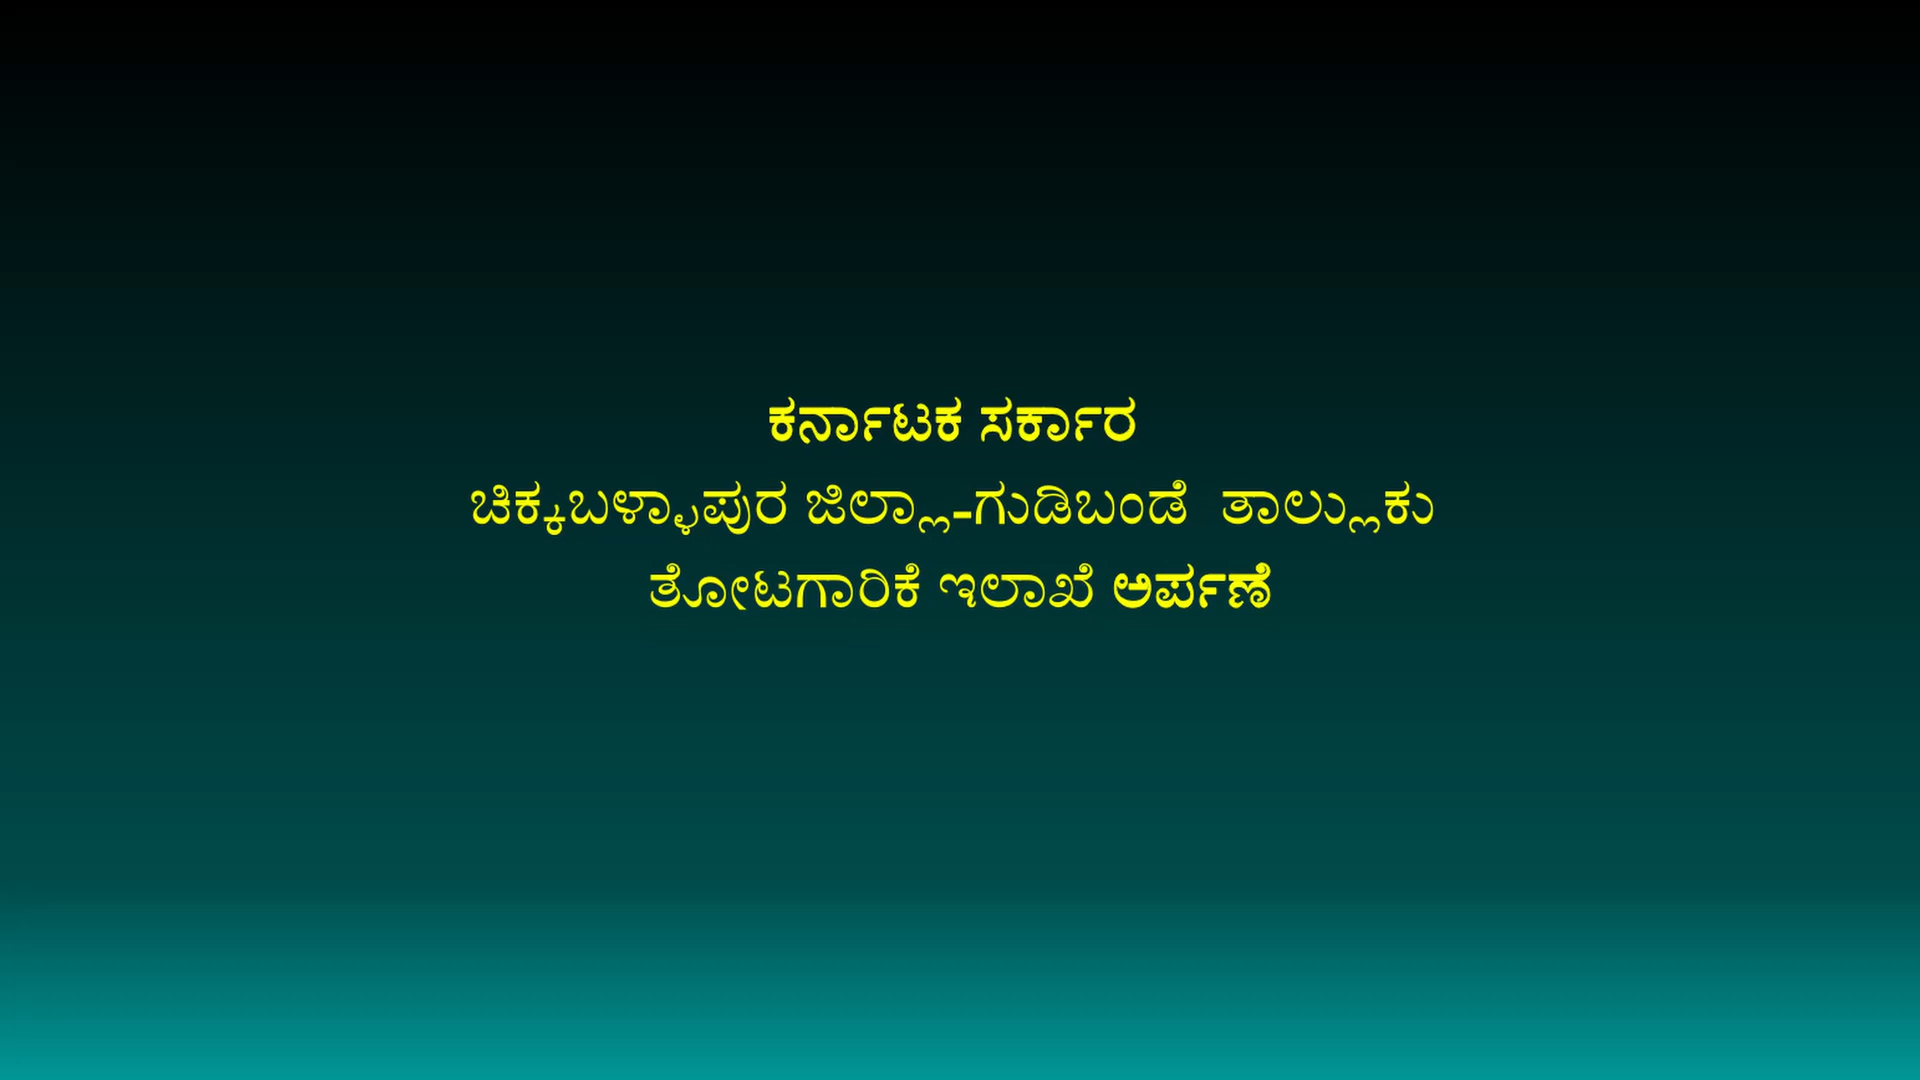 ಕರ್ನಾಟಕ ಸರ್ಕಾರ
ಚಿಕ್ಕಬಳ್ಳಾಪುರ ಜಿಲ್ಲಾ-ಗುಡಿಬಂಡೆ ತಾಲ್ಲುಕು
ತೋಟಗಾರಿಕೆ ಇಲಾಖೆ ಅರ್ಪಣೆ